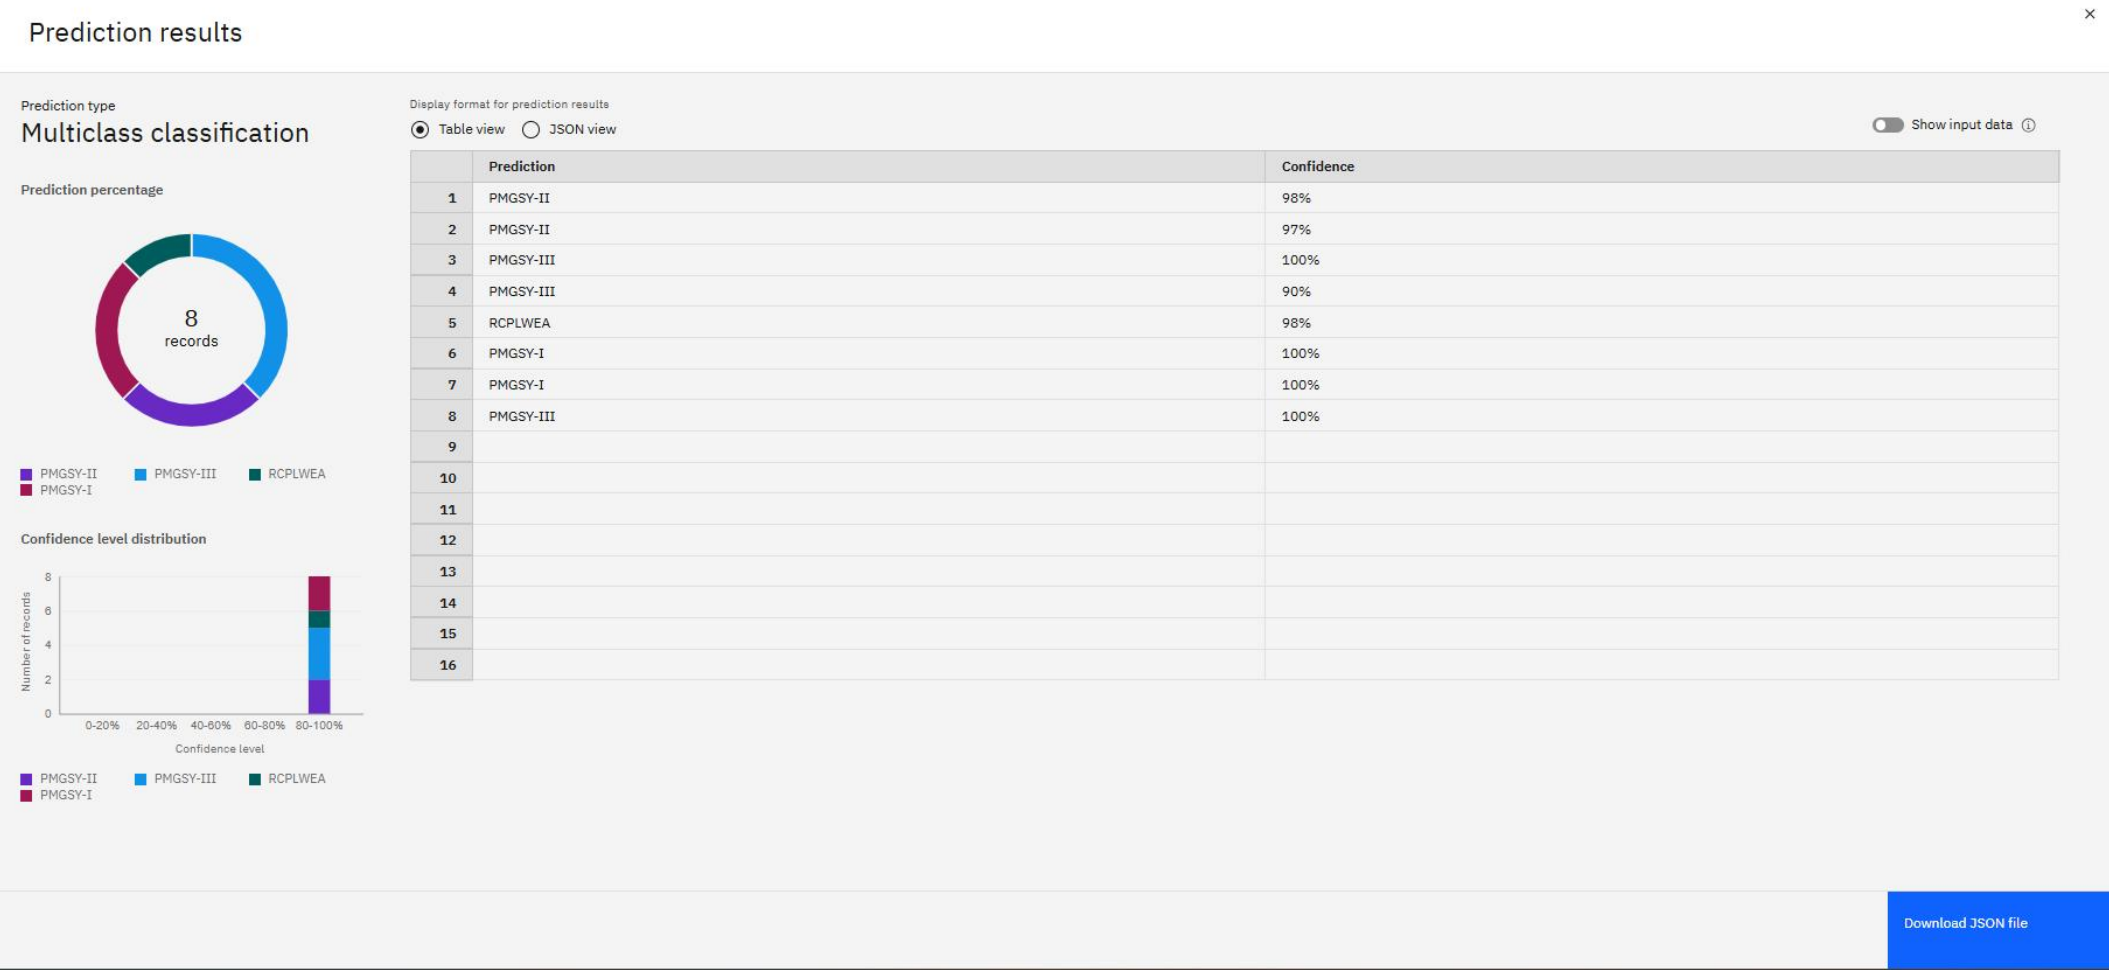 Prediction results
×
Prediction type
Multiclass classification
Prediction percentage
8
records
PMGSY-II PMGSY-III RCPLWEA
PMGSY-I
Confidence level distribution
Number of records
8
6
4
2
0
0-20% 20-40% 40-60% 60-80% 80-100%
Confidence level
PMGSY-II PMGSY-III RCPLWEA
PMGSY-I
Display format for prediction results
Table view JSON view
Show input data
Prediction Confidence
1 PMGSY-II 98%
2 PMGSY-II 97%
3 PMGSY-III 100%
4 PMGSY-III 90%
5 RCPLWEA 98%
6 PMGSY-I 100%
7 PMGSY-I 100%
8 PMGSY-III 100%
9
10
11
12
13
14
15
16
Download JSON file